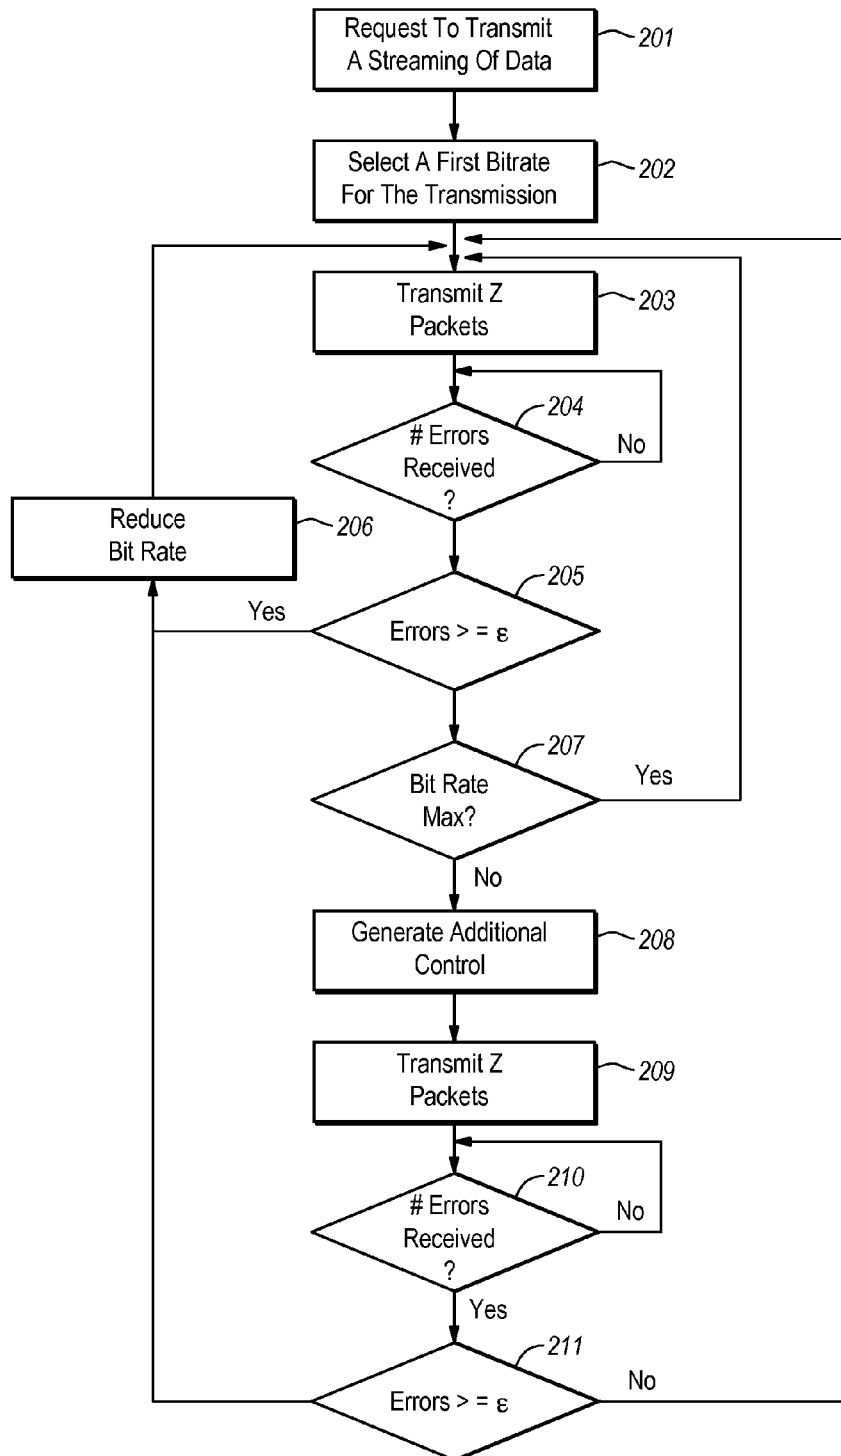 Request To Transmit
A Streaming Of Data
201
Select A First Bitrate
For The Transmission
202
Transmit Z
Packets
203
204
# Errors
Received
?
No
Reduce
Bit Rate
206
205
Yes
Errors > = ε
207
Bit Rate
Max?
Yes
No
Generate Additional
Control
208
Transmit Z
Packets
209
210
# Errors
Received
?
No
Yes
211
Errors > = ε
No